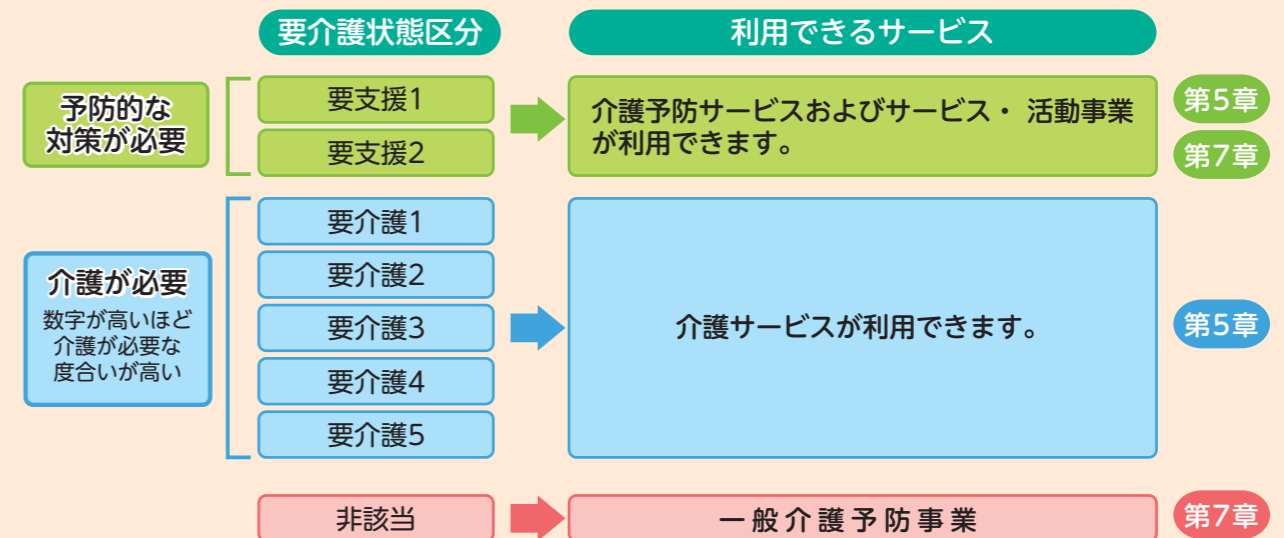 要介護状態区分
利用できるサービス
予防的な
対策が必要
要支援1
要支援2
介護予防サービスおよびサービス・ 活動事業
が利用できます。
第5章
第7章
介護が必要
数字が高いほど
介護が必要な
度合いが高い
要介護1
要介護2
要介護3
要介護4
要介護5
介護サービスが利用できます。
第5章
非該当
一般介護予防事業
第7章